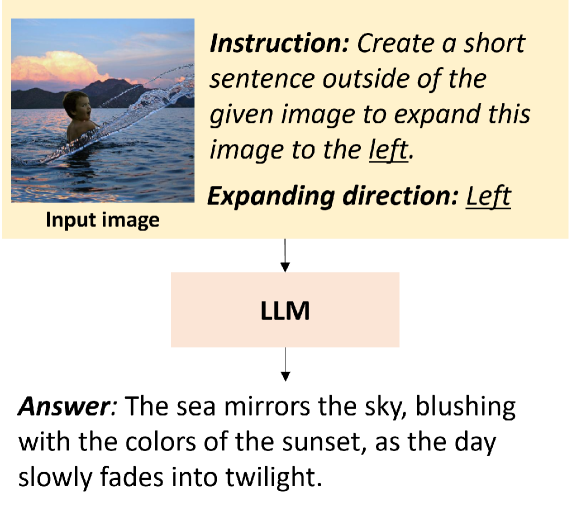 Instruction: Create a short
sentence outside of the
given image to expand this
image to the left.
Expanding direction: Left
Input image
LLM
Answer: The sea mirrors the sky, blushing
with the colors of the sunset, as the day
slowly fades into twilight.